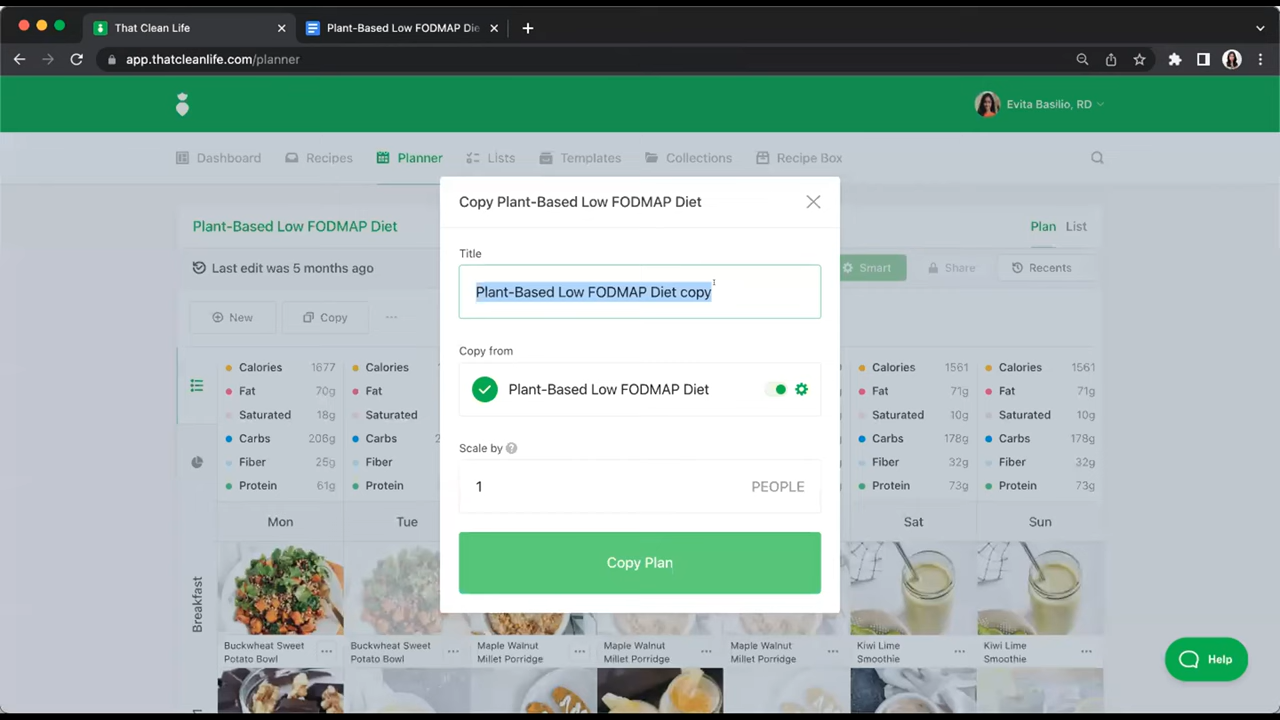 That Clean Life
Plant-Based Low FODMAP Die
app.thatcleanlife.com/planner
Evita Basilio, RD
Dashboard Recipes Planner Lists Templates Collections Recipe Box
Plant-Based Low FODMAP Diet
Plan List
Last edit was 5 months ago
Smart Share Recents
New Copy
Copy Plant-Based Low FODMAP Diet
Title
Plant-Based Low FODMAP Diet copy
Copy from
Plant-Based Low FODMAP Diet
Scale by ?
1 PEOPLE
Copy Plan
Calories 1677 Calories Calories 1561 Calories 1561
Fat 70g Fat Fat 71g Fat 71g
Saturated 18g Saturated Saturated 10g Saturated 10g
Carbs 206g Carbs 2 Carbs 178g Carbs 178g
Fiber 25g Fiber Fiber 32g Fiber 32g
Protein 61g Protein Protein 73g Protein 73g
Mon Tue Sat Sun
Breakfast
Buckwheat Sweet Buckwheat Sweet Maple Walnut Maple Walnut Maple Walnut Kiwi Lime Kiwi Lime
Potato Bowl Potato Bowl Millet Porridge Millet Porridge Millet Porridge Smoothie Smoothie
Help